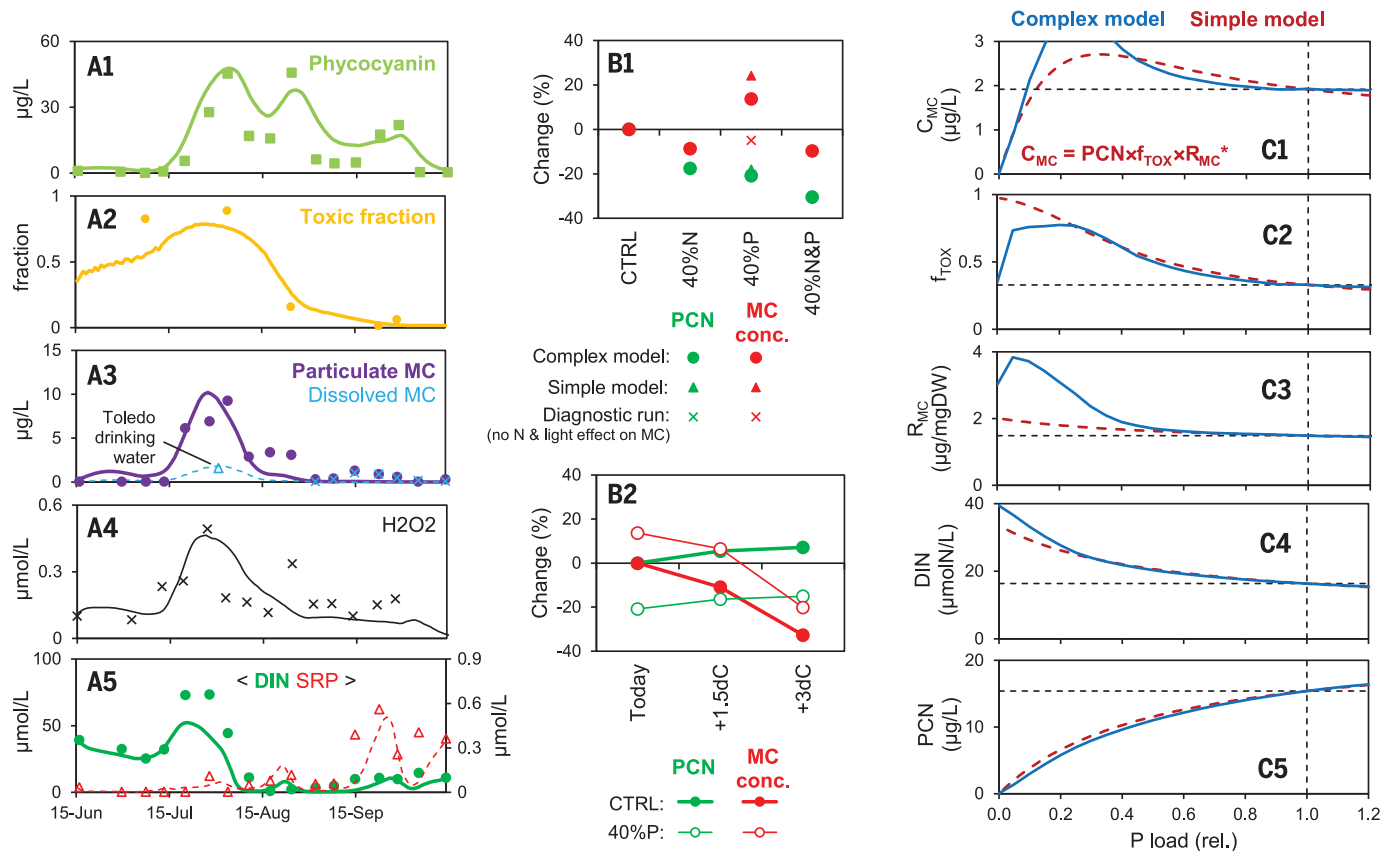 A1
Phycocyanin
µg/L
60
30
0
A2
Toxic fraction
fraction
1
0.5
0
A3
Particulate MC
Dissolved MC
Toledo
drinking
water
µg/L
15
10
5
0
A4
H2O2
µmol/L
0.6
0.3
0
A5
< DIN SRP >
µmol/L
100
50
0
0.9
0.6
0.3
0
µmol/L
15-Jun 15-Jul 15-Aug 15-Sep
B1
Change (%)
40
20
0
-20
-40
CTRL
40%N
40%P
40%N&P
PCN MC
conc.
Complex model:
Simple model:
Diagnostic run:
(no N & light effect on MC)
B2
Change (%)
40
20
0
-20
-40
Today
+1.5dC
+3dC
PCN MC
conc.
CTRL:
40%P:
Complex model Simple model
C1
C_MC
(µg/L)
3
2
1
0
C_MC = PCN×f_TOX×R_MC*
C2
f_TOX
1
0.5
0
C3
R_MC
(µg/mgDW)
4
2
0
C4
DIN
(µmolN/L)
40
20
0
C5
PCN
(µg/L)
20
10
0
0.0 0.2 0.4 0.6 0.8 1.0 1.2
P load (rel.)